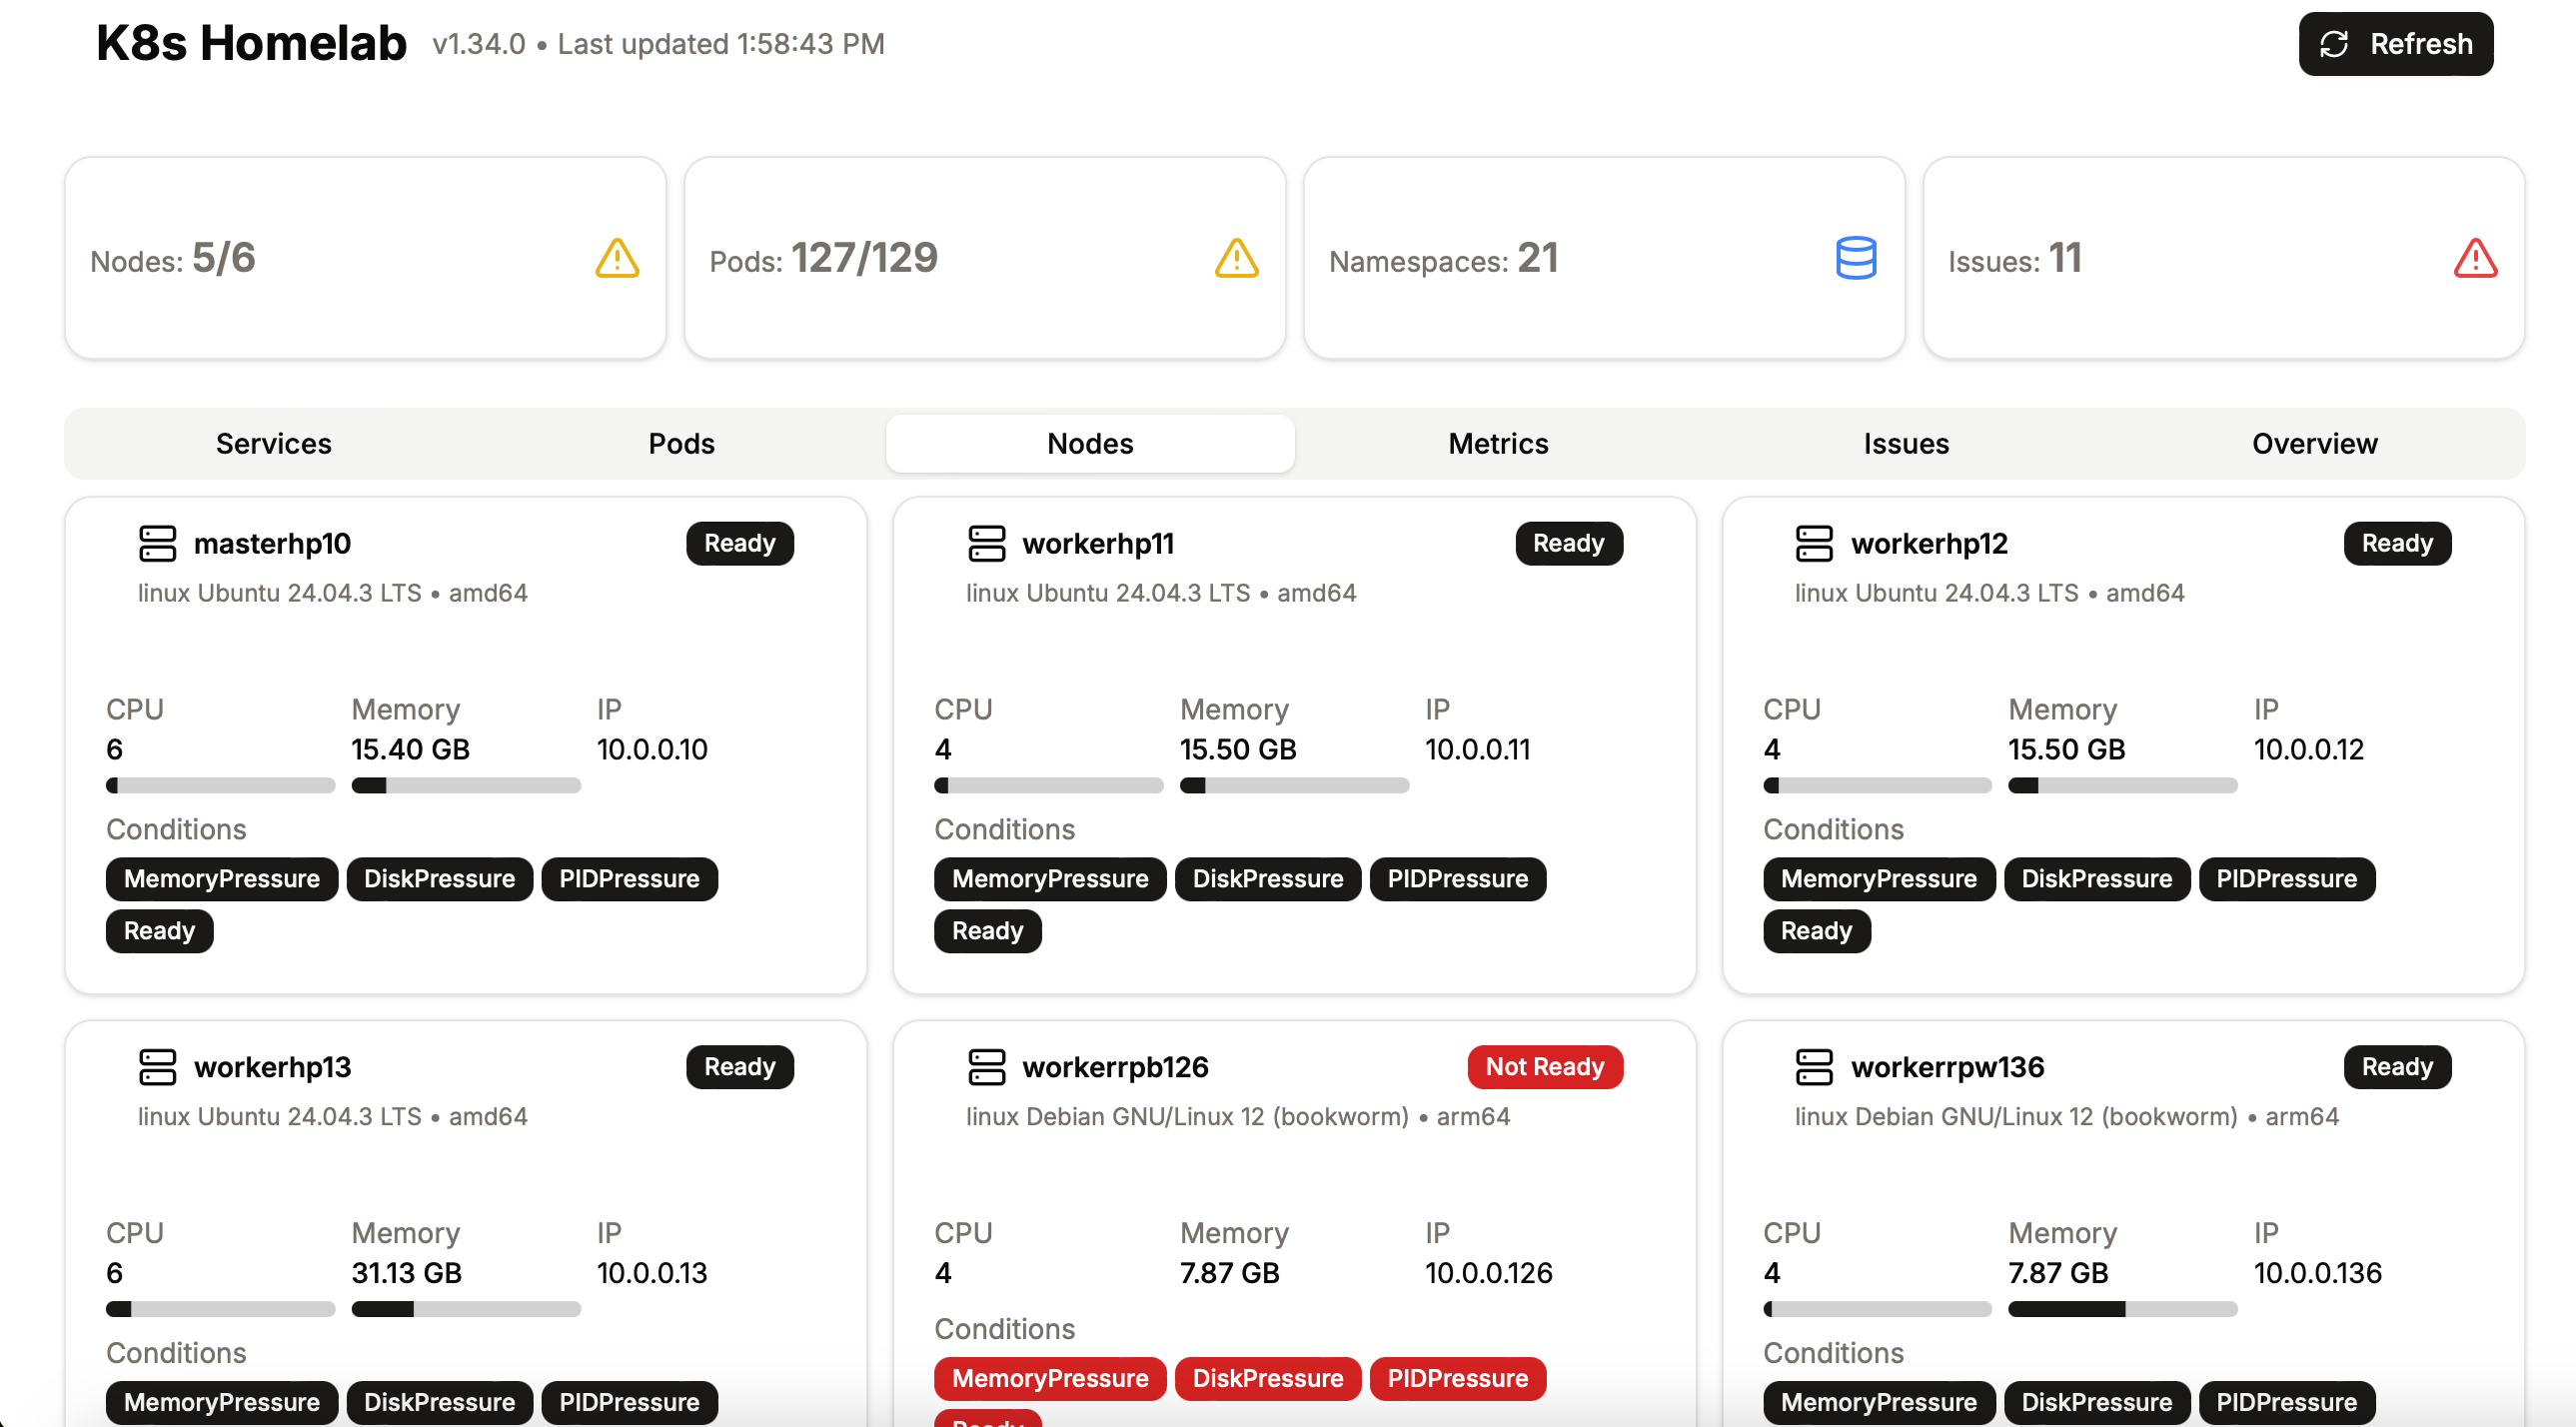 K8s Homelab v1.34.0 • Last updated 1:58:43 PM
Refresh
Nodes: 5/6
Pods: 127/129
Namespaces: 21
Issues: 11
Services Pods Nodes Metrics Issues Overview
masterhp10 Ready
linux Ubuntu 24.04.3 LTS • amd64
CPU Memory IP
6 15.40 GB 10.0.0.10
Conditions
MemoryPressure DiskPressure PIDPressure
Ready
workerhp11 Ready
linux Ubuntu 24.04.3 LTS • amd64
CPU Memory IP
4 15.50 GB 10.0.0.11
Conditions
MemoryPressure DiskPressure PIDPressure
Ready
workerhp12 Ready
linux Ubuntu 24.04.3 LTS • amd64
CPU Memory IP
4 15.50 GB 10.0.0.12
Conditions
MemoryPressure DiskPressure PIDPressure
Ready
workerhp13 Ready
linux Ubuntu 24.04.3 LTS • amd64
CPU Memory IP
6 31.13 GB 10.0.0.13
Conditions
MemoryPressure DiskPressure PIDPressure
workerrpb126 Not Ready
linux Debian GNU/Linux 12 (bookworm) • arm64
CPU Memory IP
4 7.87 GB 10.0.0.126
Conditions
MemoryPressure DiskPressure PIDPressure
Ready
workerrpw136 Ready
linux Debian GNU/Linux 12 (bookworm) • arm64
CPU Memory IP
4 7.87 GB 10.0.0.136
Conditions
MemoryPressure DiskPressure PIDPressure